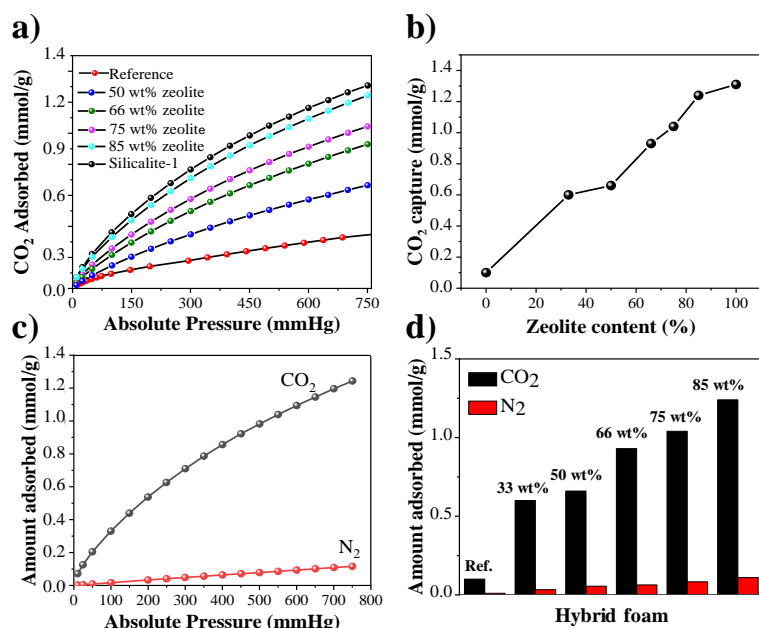 a)
CO2 Adsorbed (mmol/g)
1.4
1.2
0.9
0.6
0.3
0.0
Reference
50 wt% zeolite
66 wt% zeolite
75 wt% zeolite
85 wt% zeolite
Silicalite-1
150
300
450
600
750
Absolute Pressure (mmHg)
b)
CO2 capture (mmol/g)
1.4
1.2
1.0
0.8
0.6
0.4
0.2
0.0
0
20
40
60
80
100
Zeolite content (%)
c)
Amount adsorbed (mmol/g)
1.4
1.2
1.0
0.8
0.6
0.4
0.2
0.0
CO2
N2
0
100
200
300
400
500
600
700
800
Absolute Pressure (mmHg)
d)
Amount adsorbed (mmol/g)
1.5
1.0
0.5
0.0
CO2
N2
Ref.
33 wt%
50 wt%
66 wt%
75 wt%
85 wt%
Hybrid foam